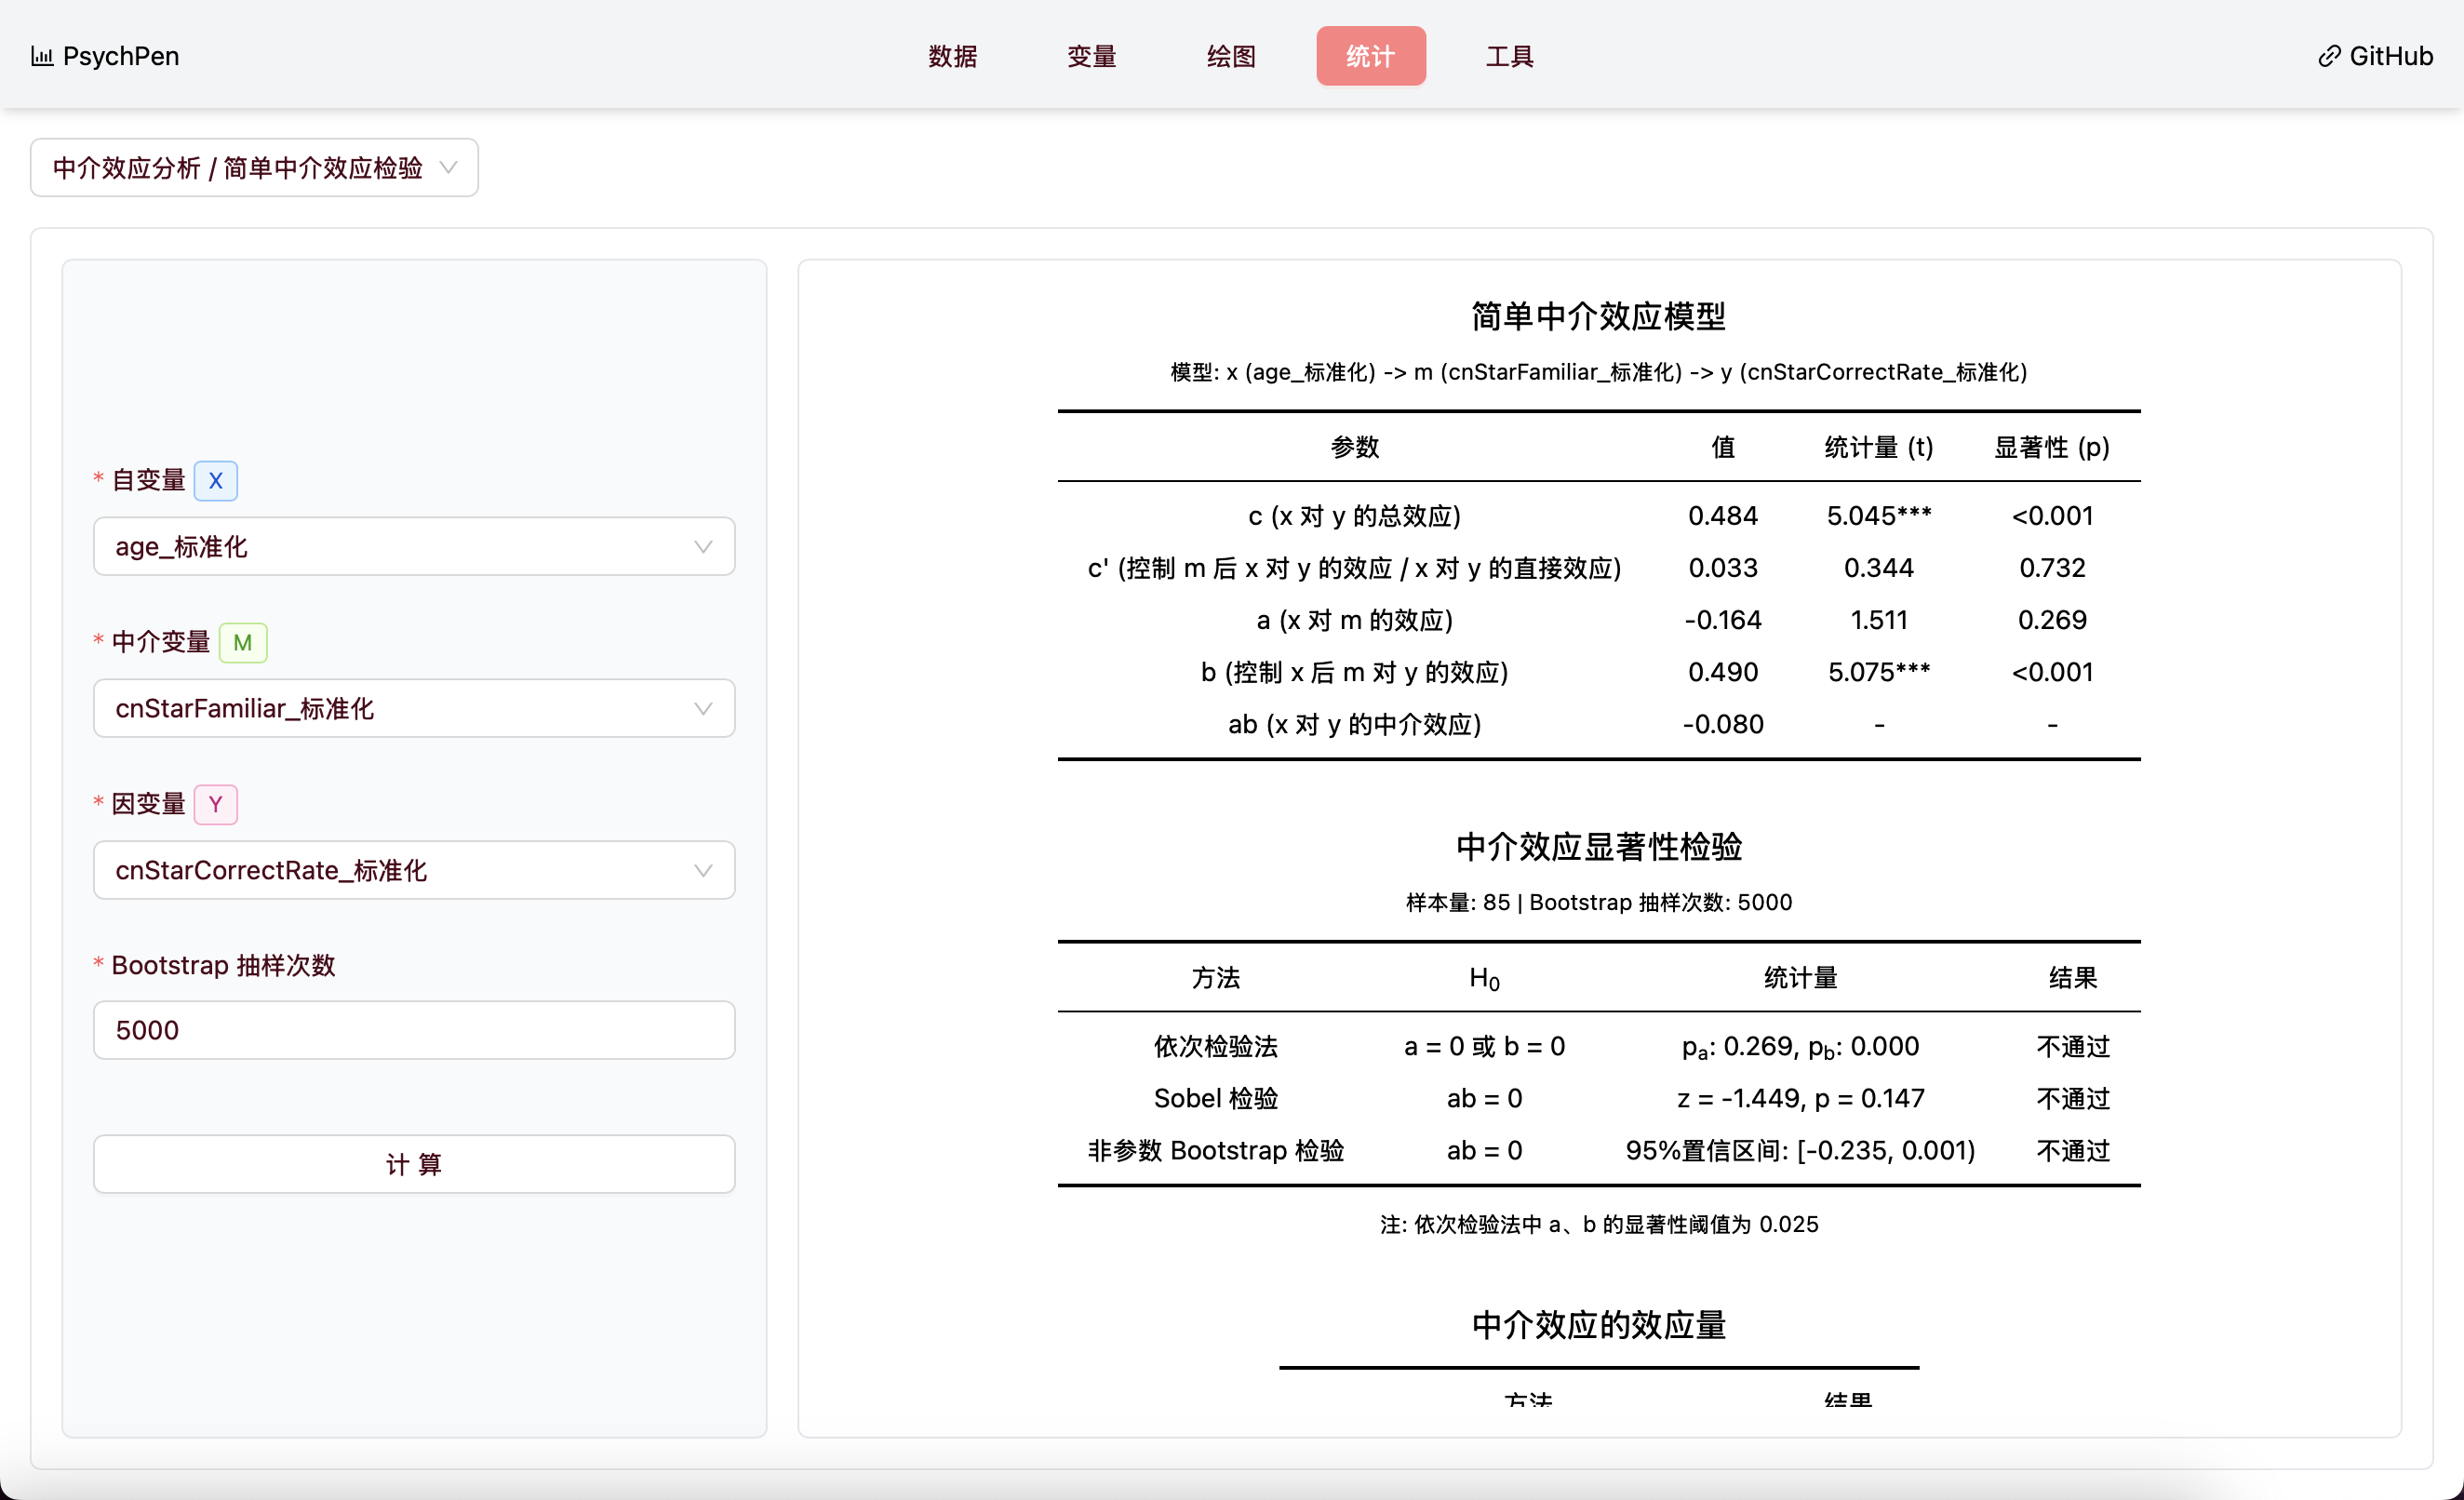 PsychPen
数据 变量 绘图 统计 工具
GitHub
中介效应分析 / 简单中介效应检验
* 自变量 X
age_标准化
* 中介变量 M
cnStarFamiliar_标准化
* 因变量 Y
cnStarCorrectRate_标准化
* Bootstrap 抽样次数
5000
计 算
简单中介效应模型
模型: x (age_标准化) -> m (cnStarFamiliar_标准化) -> y (cnStarCorrectRate_标准化)
参数 值 统计量 (t) 显著性 (p)
c (x 对 y 的总效应) 0.484 5.045*** <0.001
c' (控制 m 后 x 对 y 的效应 / x 对 y 的直接效应) 0.033 0.344 0.732
a (x 对 m 的效应) -0.164 1.511 0.269
b (控制 x 后 m 对 y 的效应) 0.490 5.075*** <0.001
ab (x 对 y 的中介效应) -0.080 - -
中介效应显著性检验
样本量: 85 | Bootstrap 抽样次数: 5000
方法 H0 统计量 结果
依次检验法 a = 0 或 b = 0 pa: 0.269, pb: 0.000 不通过
Sobel 检验 ab = 0 z = -1.449, p = 0.147 不通过
非参数 Bootstrap 检验 ab = 0 95%置信区间: [-0.235, 0.001) 不通过
注: 依次检验法中 a、b 的显著性阈值为 0.025
中介效应的效应量
方法 结果